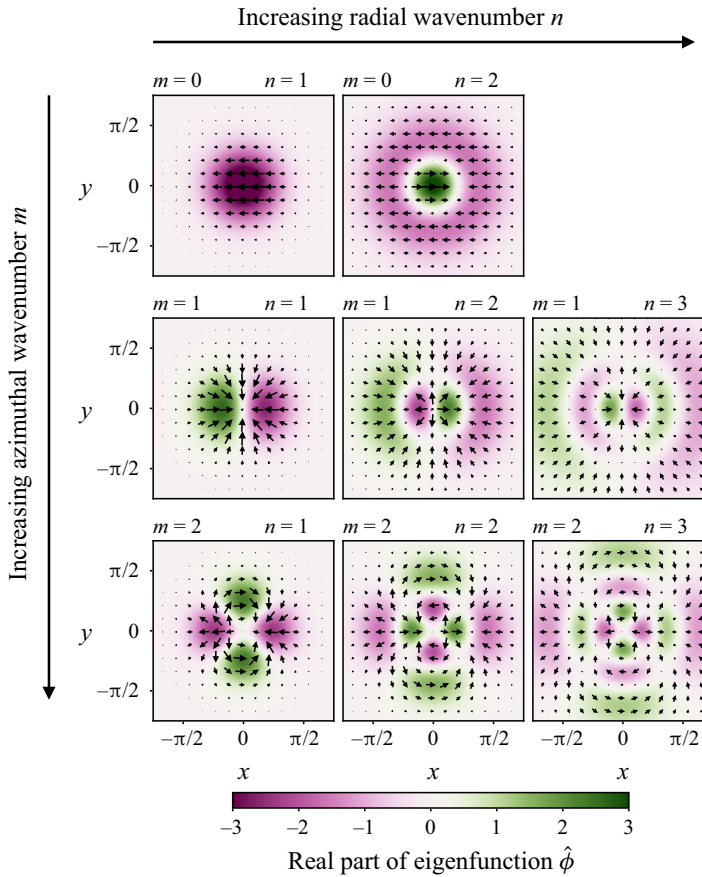 Increasing radial wavenumber n
Increasing azimuthal wavenumber m
m = 0 n = 1 m = 0 n = 2
π/2
y 0
−π/2
m = 1 n = 1 m = 1 n = 2 m = 1 n = 3
π/2
y 0
−π/2
m = 2 n = 1 m = 2 n = 2 m = 2 n = 3
π/2
y 0
−π/2
−π/2 0 π/2 −π/2 0 π/2 −π/2 0 π/2
x x x
−3 −2 −1 0 1 2 3
Real part of eigenfunction ϕ̂